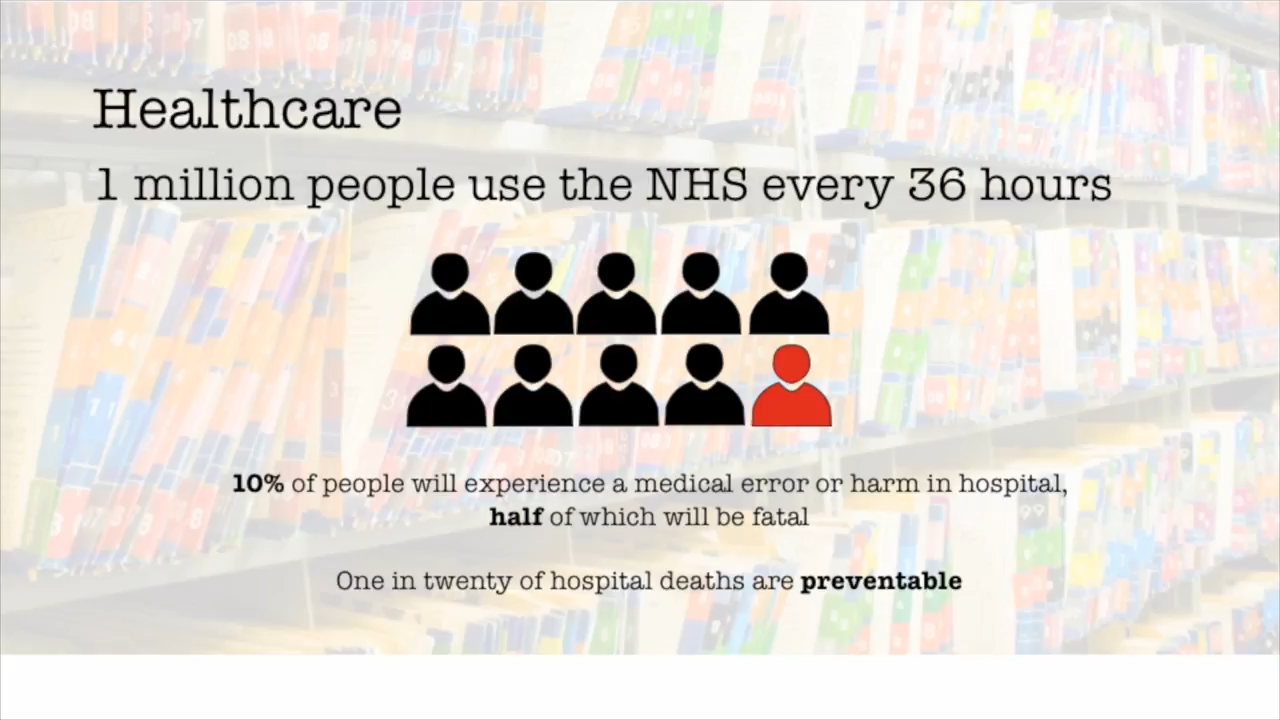 Healthcare
1 million people use the NHS every 36 hours
10% of people will experience a medical error or harm in hospital,
half of which will be fatal
One in twenty of hospital deaths are preventable